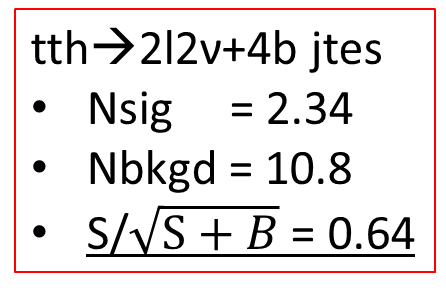 tth→2l2ν+4b jtes
• Nsig = 2.34
• Nbkgd = 10.8
• S/√(S + B) = 0.64